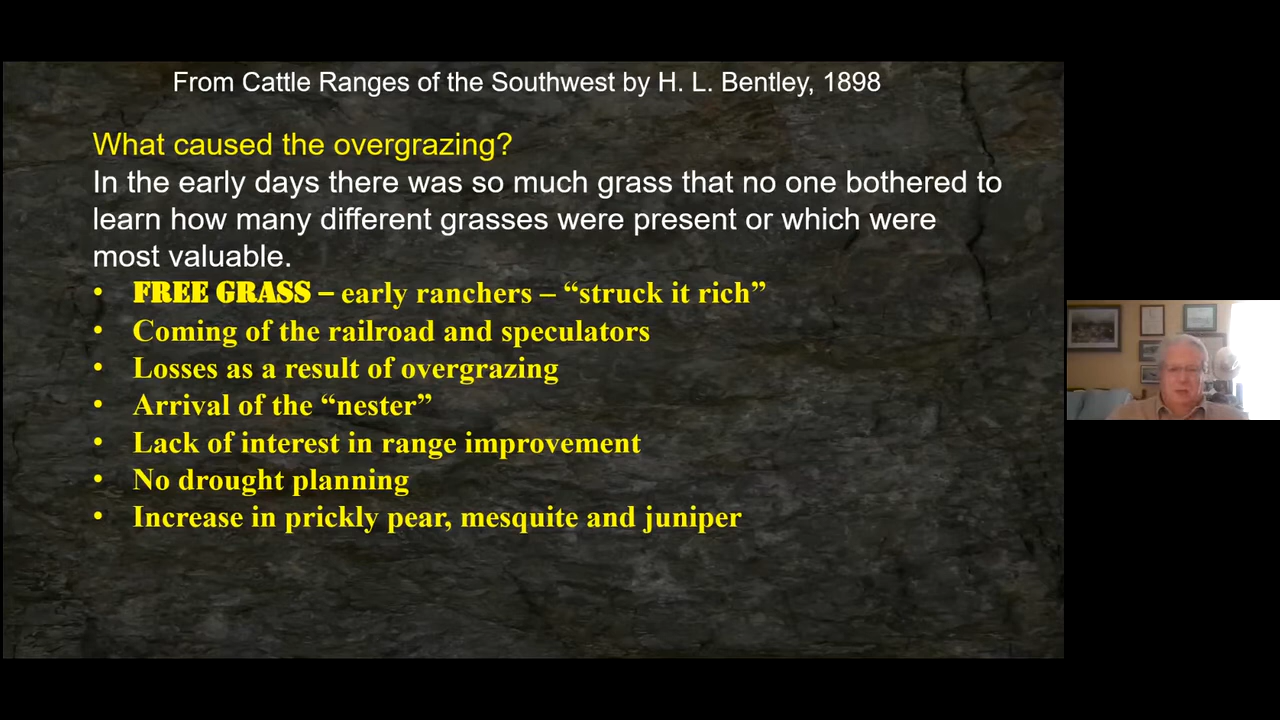 From Cattle Ranges of the Southwest by H. L. Bentley, 1898
What caused the overgrazing?
In the early days there was so much grass that no one bothered to
learn how many different grasses were present or which were
most valuable.
• FREE GRASS – early ranchers – “struck it rich”
• Coming of the railroad and speculators
• Losses as a result of overgrazing
• Arrival of the “nester”
• Lack of interest in range improvement
• No drought planning
• Increase in prickly pear, mesquite and juniper